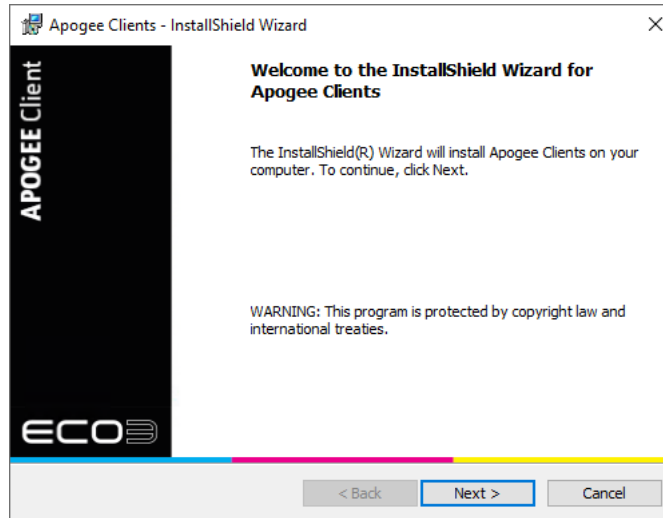 Apogee Clients - InstallShield Wizard
APOGEE Client
Welcome to the InstallShield Wizard for
Apogee Clients
The InstallShield(R) Wizard will install Apogee Clients on your
computer. To continue, click Next.
WARNING: This program is protected by copyright law and
international treaties.
ECO3
< Back
Next >
Cancel